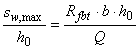 s_{w,max} / h_0 = R_{fbt} · b · h_0 / Q